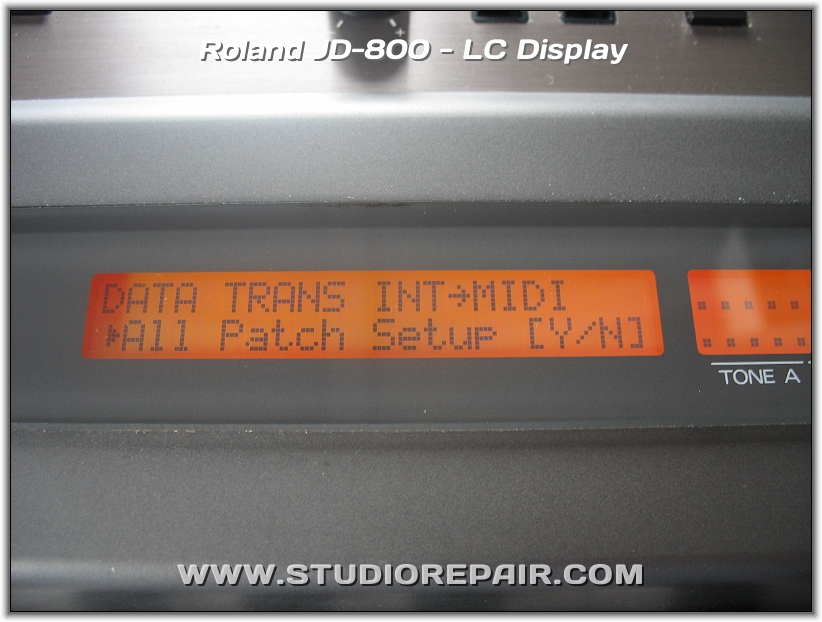 Roland JD-800 - LC Display
DATA TRANS INT→MIDI
▸All Patch Setup [Y/N]
TONE A
WWW.STUDIOREPAIR.COM